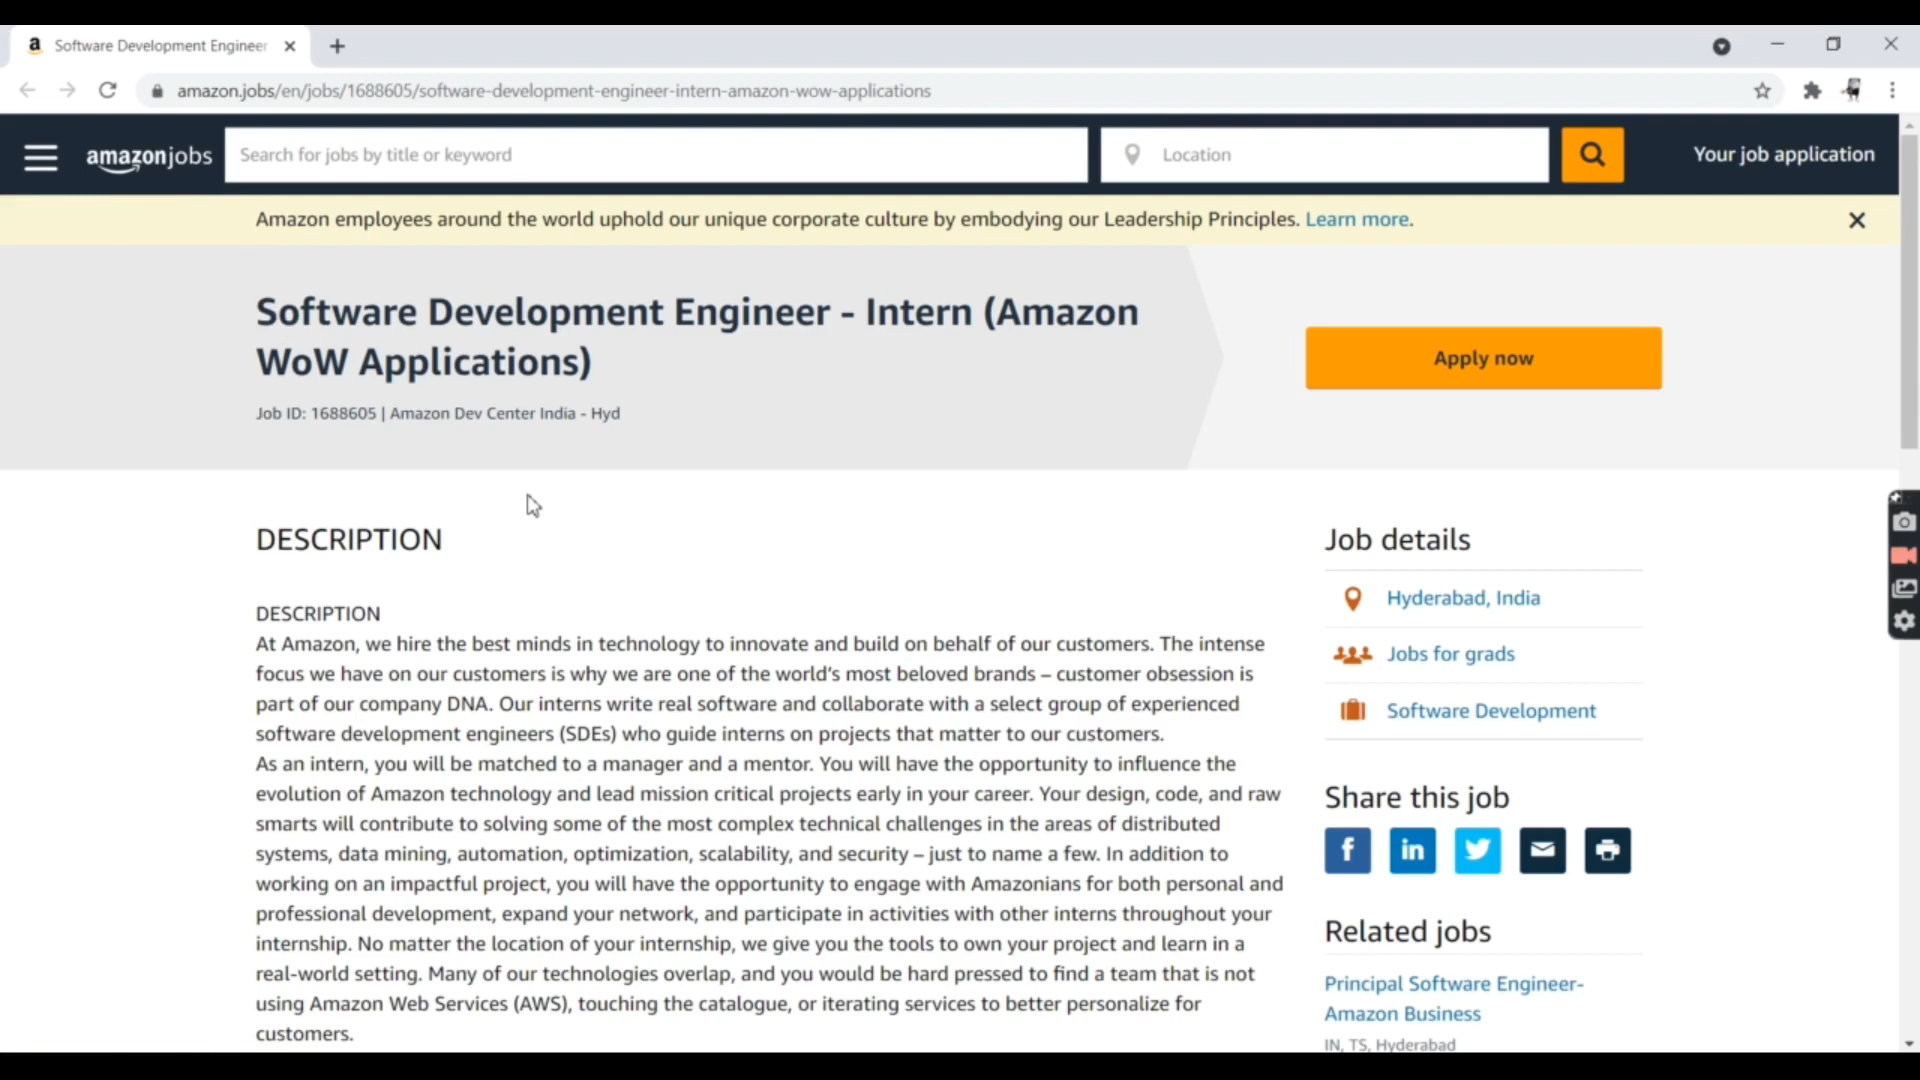 Software Development Engineer
amazon.jobs/en/jobs/1688605/software-development-engineer-intern-amazon-wow-applications
amazonjobs
Search for jobs by title or keyword
Location
Your job application
Amazon employees around the world uphold our unique corporate culture by embodying our Leadership Principles. Learn more.
Software Development Engineer - Intern (Amazon
WoW Applications)
Job ID: 1688605 | Amazon Dev Center India - Hyd
Apply now
DESCRIPTION
DESCRIPTION
At Amazon, we hire the best minds in technology to innovate and build on behalf of our customers. The intense
focus we have on our customers is why we are one of the world's most beloved brands – customer obsession is
part of our company DNA. Our interns write real software and collaborate with a select group of experienced
software development engineers (SDEs) who guide interns on projects that matter to our customers.
As an intern, you will be matched to a manager and a mentor. You will have the opportunity to influence the
evolution of Amazon technology and lead mission critical projects early in your career. Your design, code, and raw
smarts will contribute to solving some of the most complex technical challenges in the areas of distributed
systems, data mining, automation, optimization, scalability, and security – just to name a few. In addition to
working on an impactful project, you will have the opportunity to engage with Amazonians for both personal and
professional development, expand your network, and participate in activities with other interns throughout your
internship. No matter the location of your internship, we give you the tools to own your project and learn in a
real-world setting. Many of our technologies overlap, and you would be hard pressed to find a team that is not
using Amazon Web Services (AWS), touching the catalogue, or iterating services to better personalize for
customers.
Job details
Hyderabad, India
Jobs for grads
Software Development
Share this job
Related jobs
Principal Software Engineer-
Amazon Business
IN, TS, Hyderabad